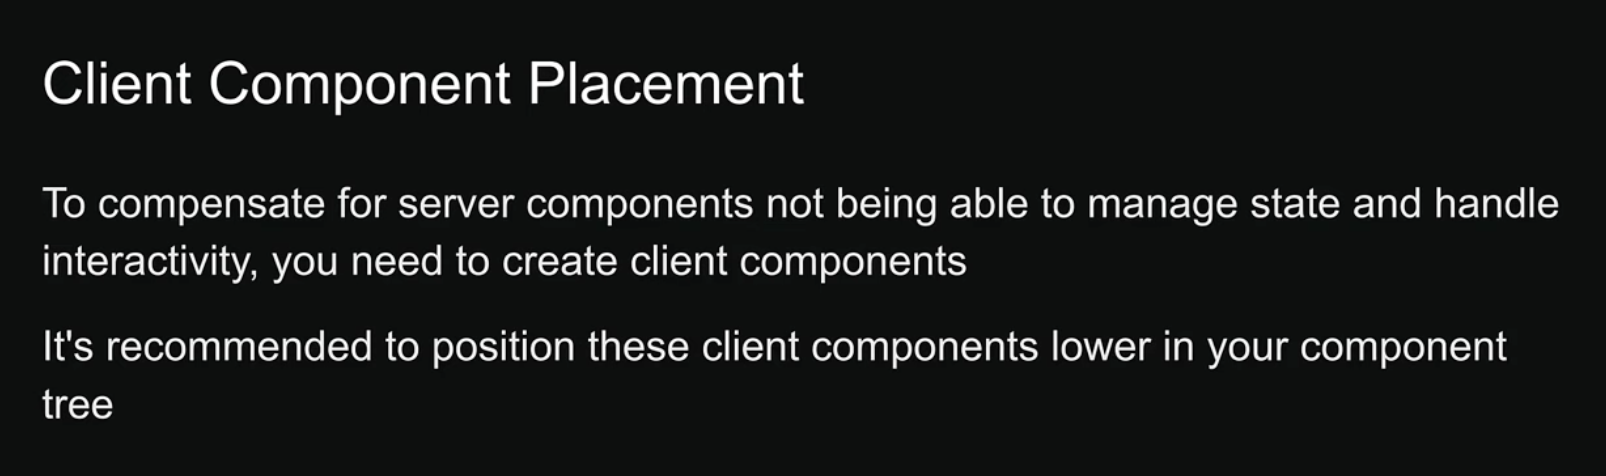 Client Component Placement
To compensate for server components not being able to manage state and handle
interactivity, you need to create client components
It's recommended to position these client components lower in your component
tree